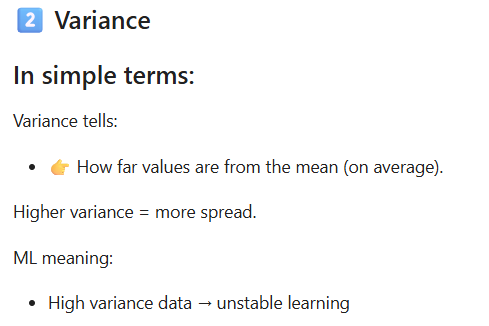 2️⃣ Variance
In simple terms:
Variance tells:
• 👉 How far values are from the mean (on average).
Higher variance = more spread.
ML meaning:
• High variance data → unstable learning